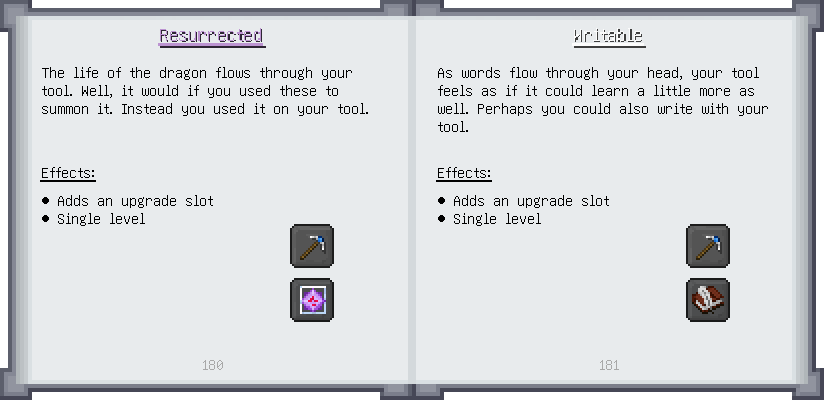 Resurrected
The life of the dragon flows through your
tool. Well, it would if you used these to
summon it. Instead you used it on your tool.
Effects:
● Adds an upgrade slot
● Single level
180
Writable
As words flow through your head, your tool
feels as if it could learn a little more as
well. Perhaps you could also write with your
tool.
Effects:
● Adds an upgrade slot
● Single level
181